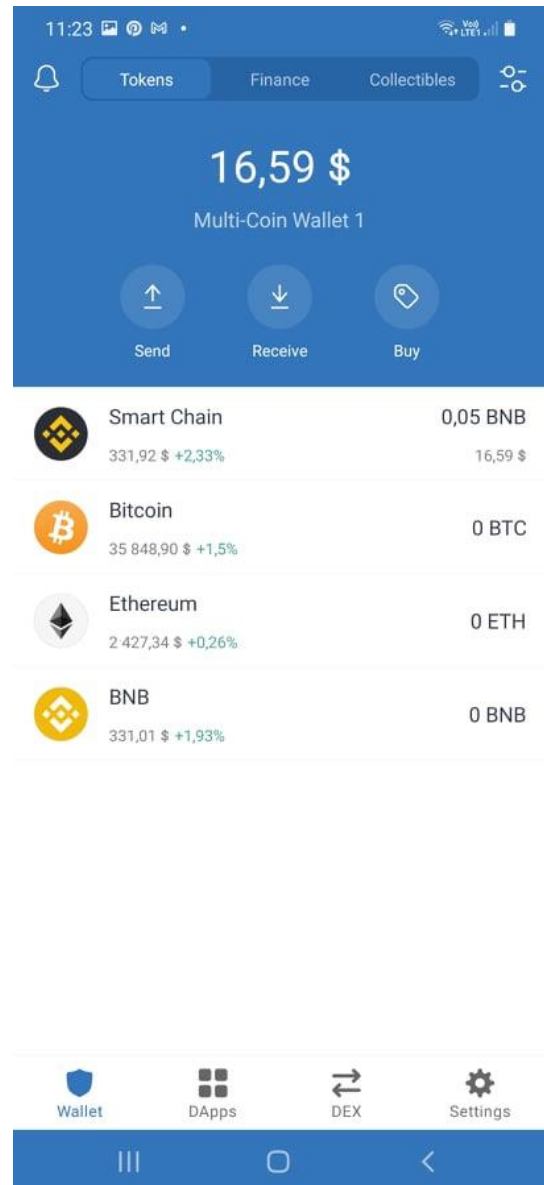 11:23
Vo)) LTE1
Tokens Finance Collectibles
16,59 $
Multi-Coin Wallet 1
Send Receive Buy
Smart Chain 0,05 BNB
331,92 $ +2,33% 16,59 $
Bitcoin 0 BTC
35 848,90 $ +1,5%
Ethereum 0 ETH
2 427,34 $ +0,26%
BNB 0 BNB
331,01 $ +1,93%
Wallet DApps DEX Settings